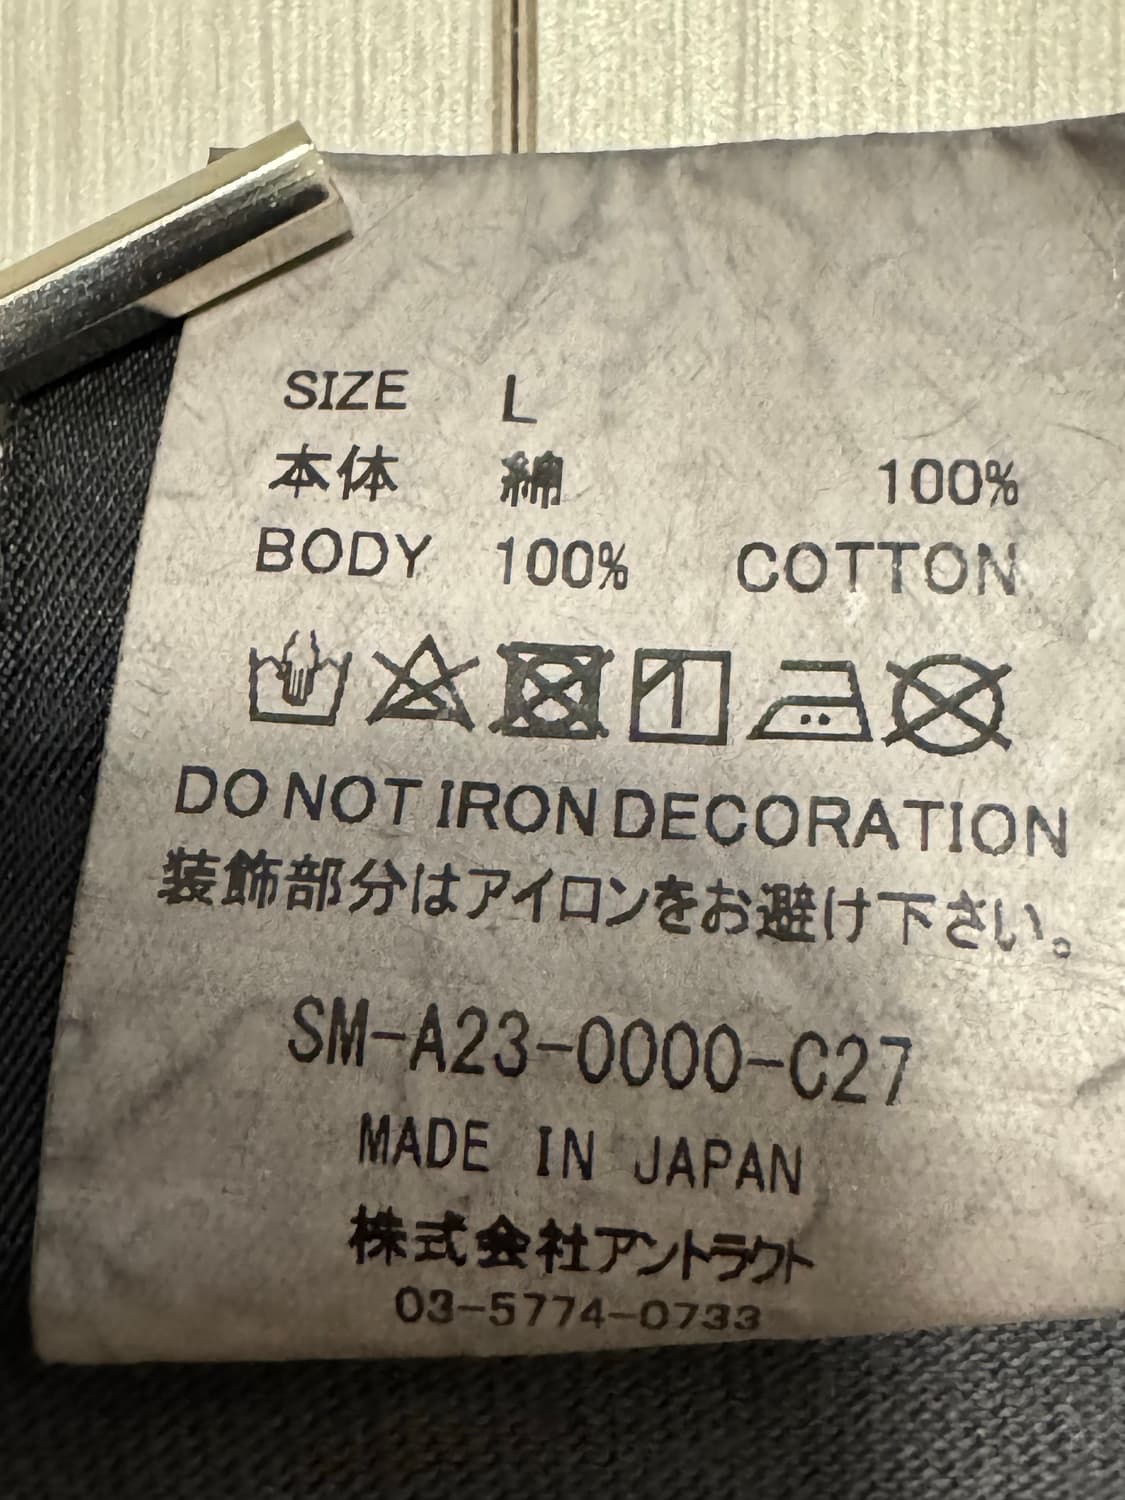 SIZE L
本体 綿 100%
BODY 100% COTTON
DO NOT IRON DECORATION
装飾部分はアイロンをお避け下さい。
SM-A23-0000-C27
MADE IN JAPAN
株式会社アントラクト
03-5774-0733